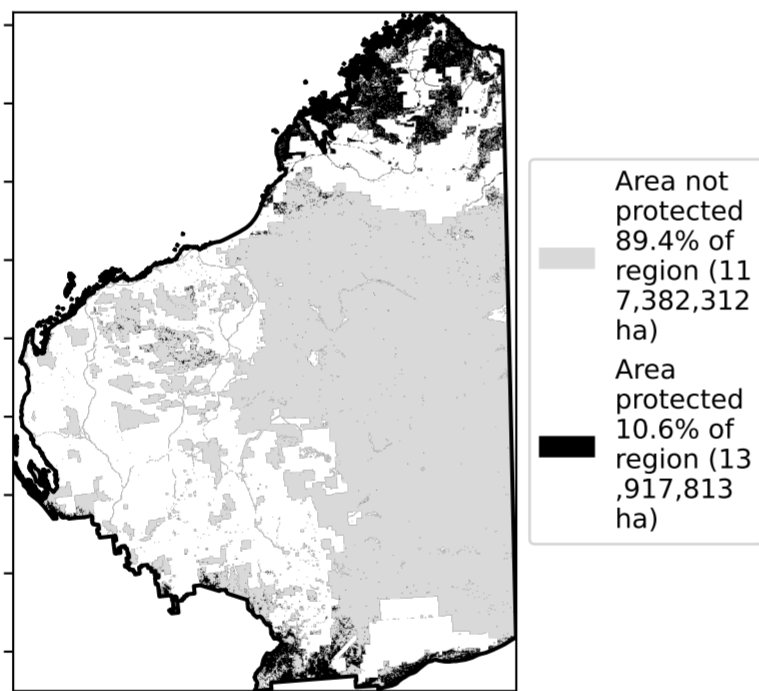 Area not
protected
89.4% of
region (11
7,382,312
ha)
Area
protected
10.6% of
region (13
,917,813
ha)